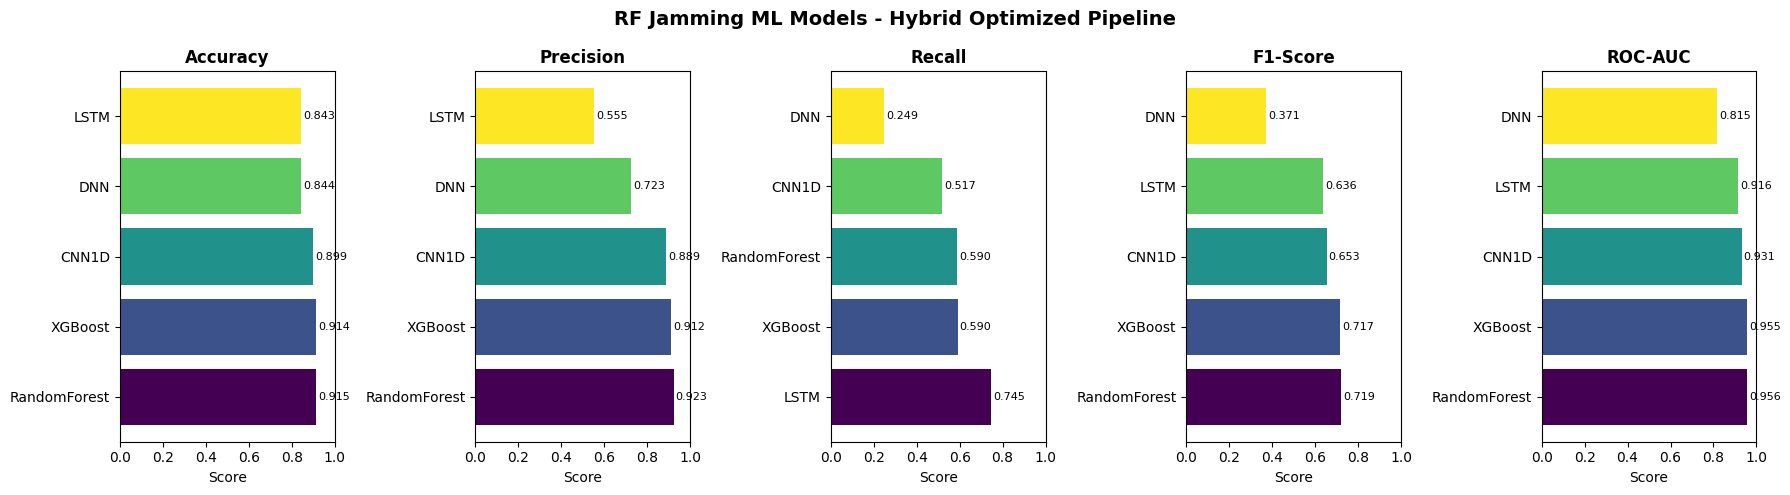 RF Jamming ML Models - Hybrid Optimized Pipeline
Accuracy
LSTM 0.843
DNN 0.844
CNN1D 0.899
XGBoost 0.914
RandomForest 0.915
0.0 0.2 0.4 0.6 0.8 1.0
Score
Precision
LSTM 0.555
DNN 0.723
CNN1D 0.889
XGBoost 0.912
RandomForest 0.923
0.0 0.2 0.4 0.6 0.8 1.0
Score
Recall
DNN 0.249
CNN1D 0.517
RandomForest 0.590
XGBoost 0.590
LSTM 0.745
0.0 0.2 0.4 0.6 0.8 1.0
Score
F1-Score
DNN 0.371
LSTM 0.636
CNN1D 0.653
XGBoost 0.717
RandomForest 0.719
0.0 0.2 0.4 0.6 0.8 1.0
Score
ROC-AUC
DNN 0.815
LSTM 0.916
CNN1D 0.931
XGBoost 0.955
RandomForest 0.956
0.0 0.2 0.4 0.6 0.8 1.0
Score